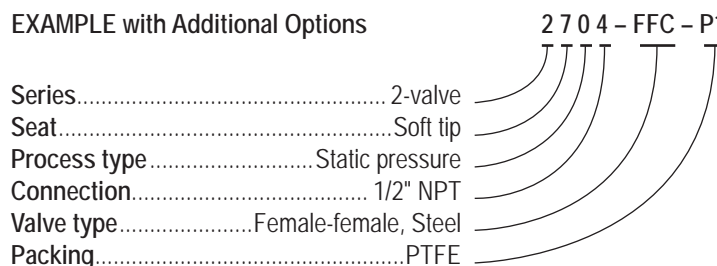 EXAMPLE with Additional Options 2 7 0 4 – FFC – P
Series.................................................. 2-valve
Seat......................................................Soft tip
Process type..........................Static pressure
Connection...................................... 1/2" NPT
Valve type.....................Female-female, Steel
Packing..................................................PTFE